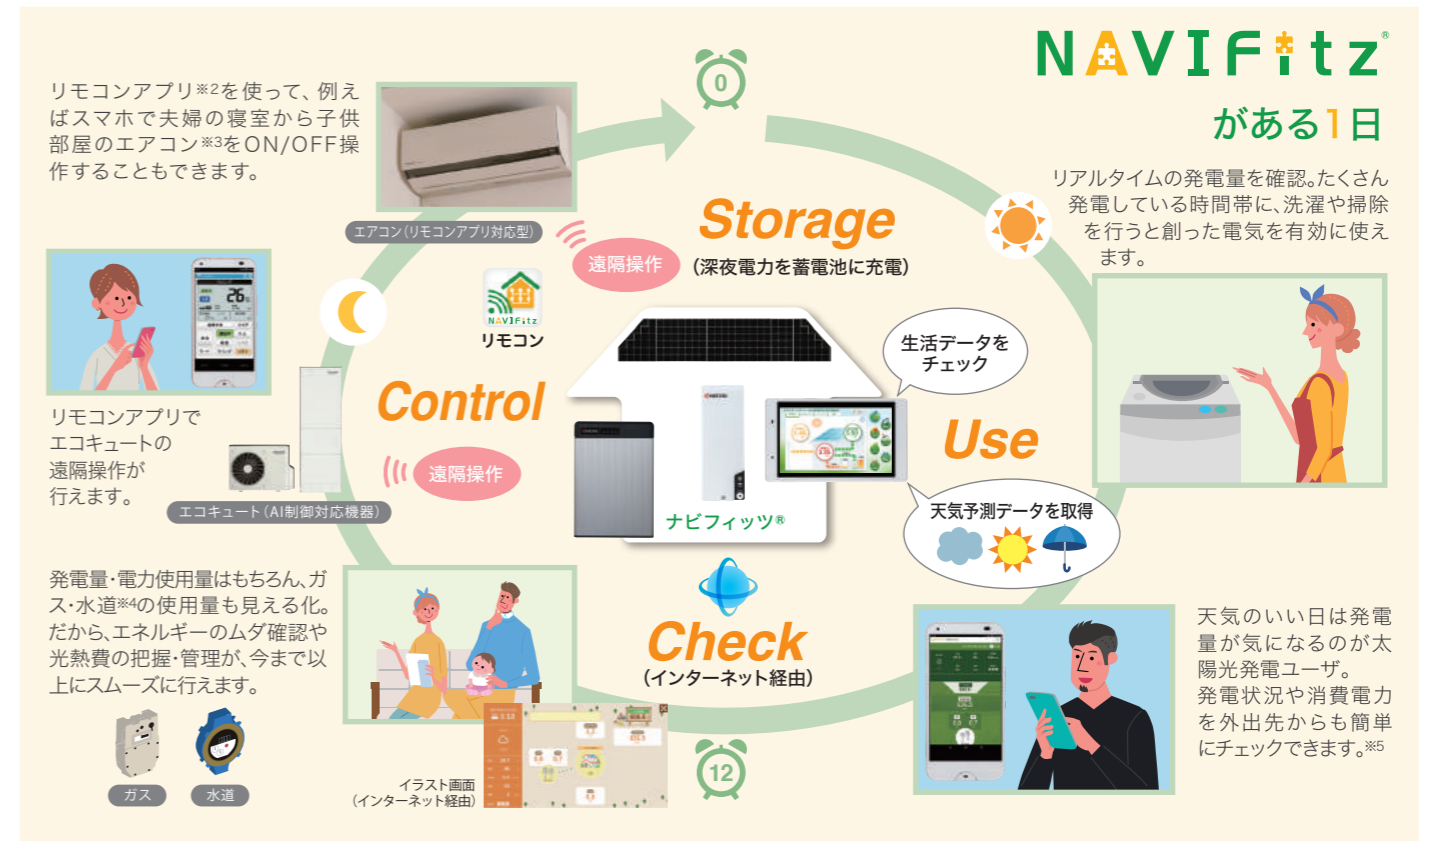 NAVIFitz®
がある1日
0
リモコンアプリ※2を使って、例え
ばスマホで夫婦の寝室から子供
部屋のエアコン※3をON/OFF操
作することもできます。
エアコン(リモコンアプリ対応型)
遠隔操作
Storage
(深夜電力を蓄電池に充電)
リアルタイムの発電量を確認。たくさん
発電している時間帯に、洗濯や掃除
を行うと創った電気を有効に使え
ます。
NAVIFitz
リモコン
26
Control
遠隔操作
リモコンアプリで
エコキュートの
遠隔操作が
行えます。
エコキュート(AI制御対応機器)
生活データを
チェック
Use
天気予測データを取得
ナビフィッツ®
Check
(インターネット経由)
発電量・電力使用量はもちろん、ガ
ス・水道※4の使用量も見える化。
だから、エネルギーのムダ確認や
光熱費の把握・管理が、今まで以
上にスムーズに行えます。
ガス
水道
イラスト画面
(インターネット経由)
12
天気のいい日は発電
量が気になるのが太
陽光発電ユーザ。
発電状況や消費電力
を外出先からも簡単
にチェックできます。※5